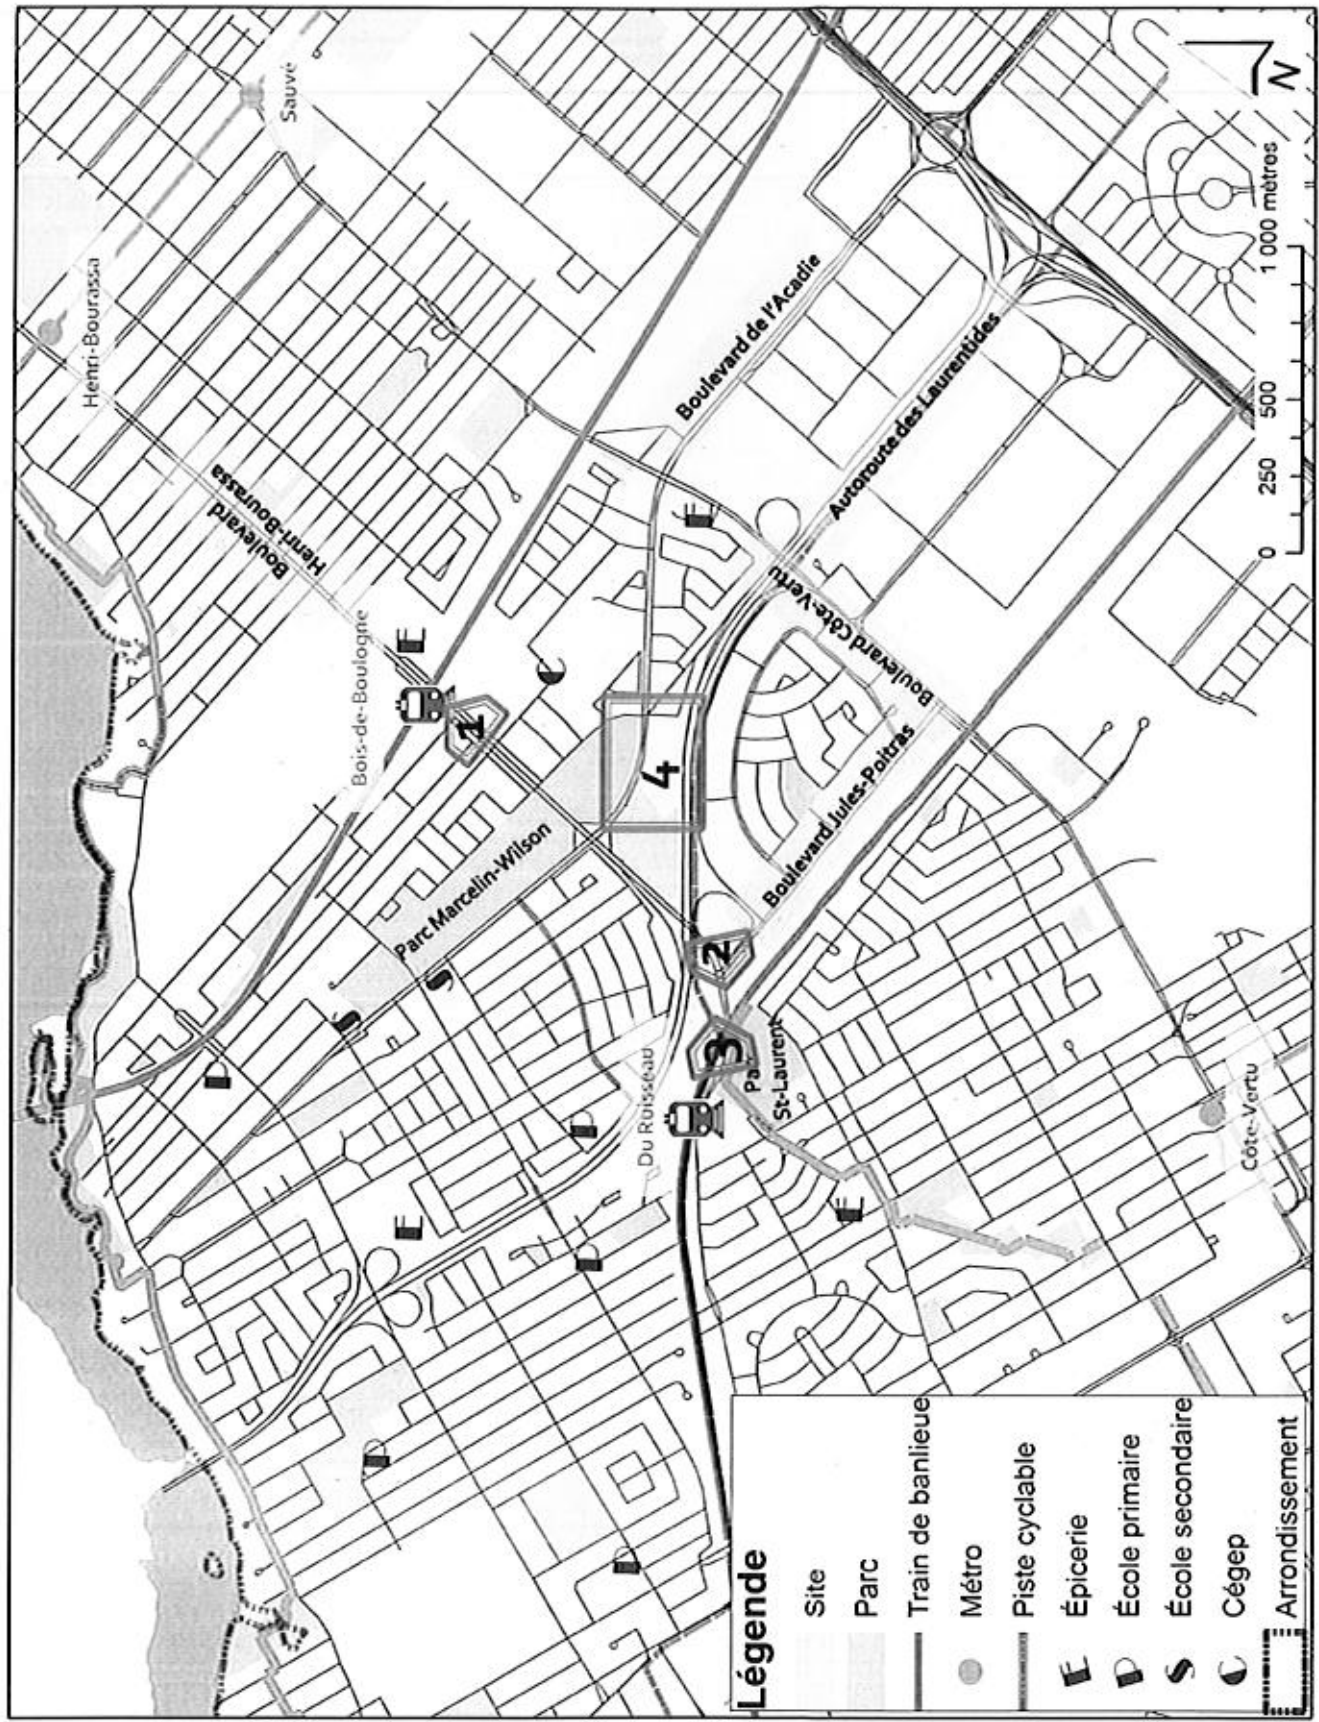 Sauvé
Henri-Bourassa
Boulevard
Henri-Bourassa
Bois-de-Boulogne
Boulevard de l'Acadie
Autoroute des Laurentides
Boulevard Côte-Vertu
Boulevard Jules-Poitras
Parc Marcelin-Wilson
1
2
3
4
Du Ruisseau
St-Laurent
Côte-Vertu
N
0 250 500 1 000 mètres
Légende
Site
Parc
Train de banlieue
Métro
Piste cyclable
E Épicerie
École primaire
S École secondaire
C Cégep
Arrondissement